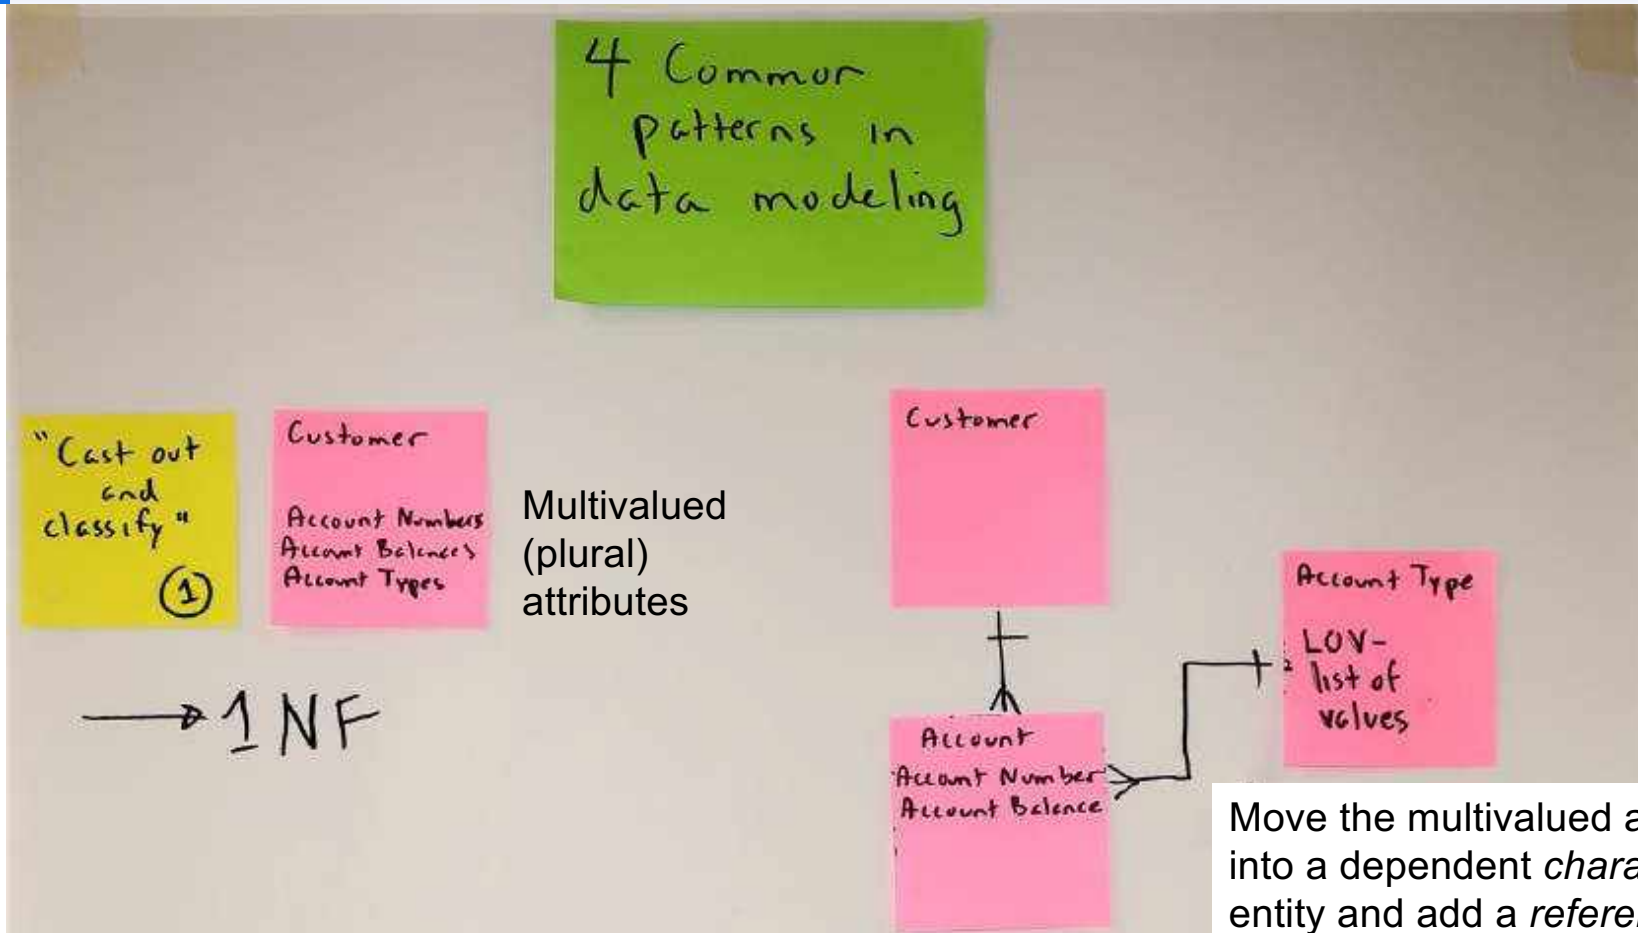 4 Common
patterns in
data modeling
"Cast out
and
classify"
1
Customer
Account Numbers
Account Balances
Account Types
Multivalued
(plural)
attributes
1NF
Customer
Account
Account Number
Account Balance
Account Type
LOV-
list of
values
Move the multivalued a
into a dependent chara
entity and add a refere